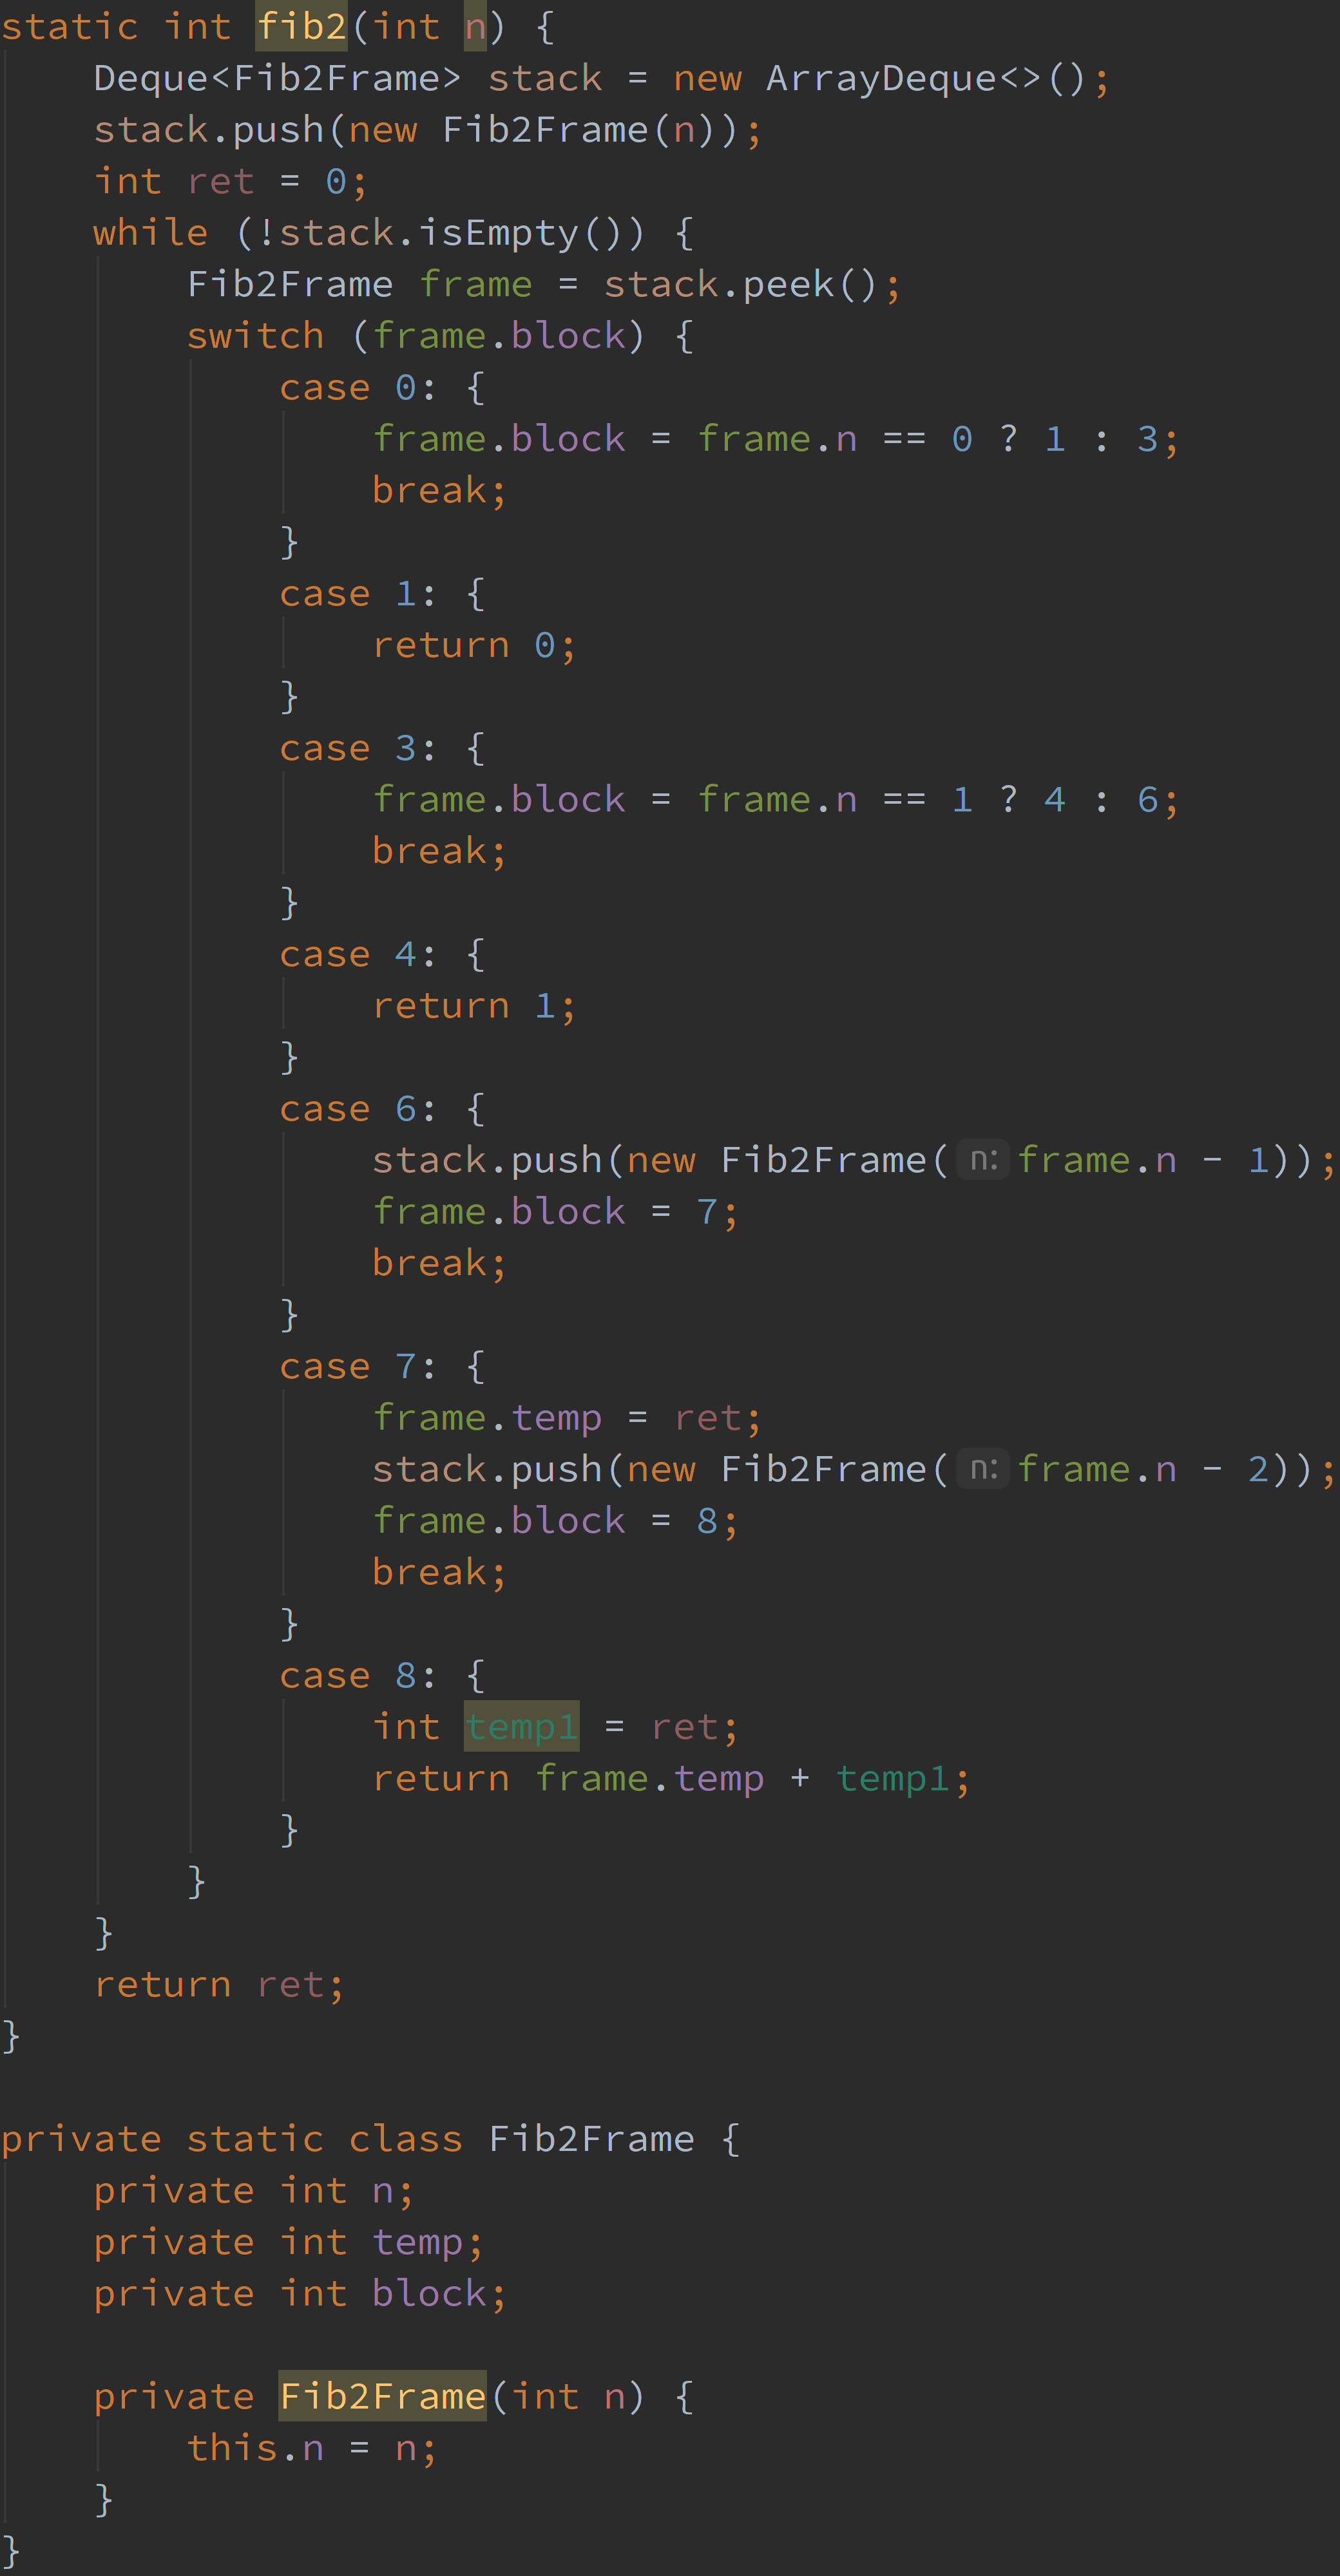 static int fib2(int n) {
    Deque<Fib2Frame> stack = new ArrayDeque<>();
    stack.push(new Fib2Frame(n));
    int ret = 0;
    while (!stack.isEmpty()) {
        Fib2Frame frame = stack.peek();
        switch (frame.block) {
            case 0: {
                frame.block = frame.n == 0 ? 1 : 3;
                break;
            }
            case 1: {
                return 0;
            }
            case 3: {
                frame.block = frame.n == 1 ? 4 : 6;
                break;
            }
            case 4: {
                return 1;
            }
            case 6: {
                stack.push(new Fib2Frame( n: frame.n - 1));
                frame.block = 7;
                break;
            }
            case 7: {
                frame.temp = ret;
                stack.push(new Fib2Frame( n: frame.n - 2));
                frame.block = 8;
                break;
            }
            case 8: {
                int temp1 = ret;
                return frame.temp + temp1;
            }
        }
    }
    return ret;
}

private static class Fib2Frame {
    private int n;
    private int temp;
    private int block;

    private Fib2Frame(int n) {
        this.n = n;
    }
}